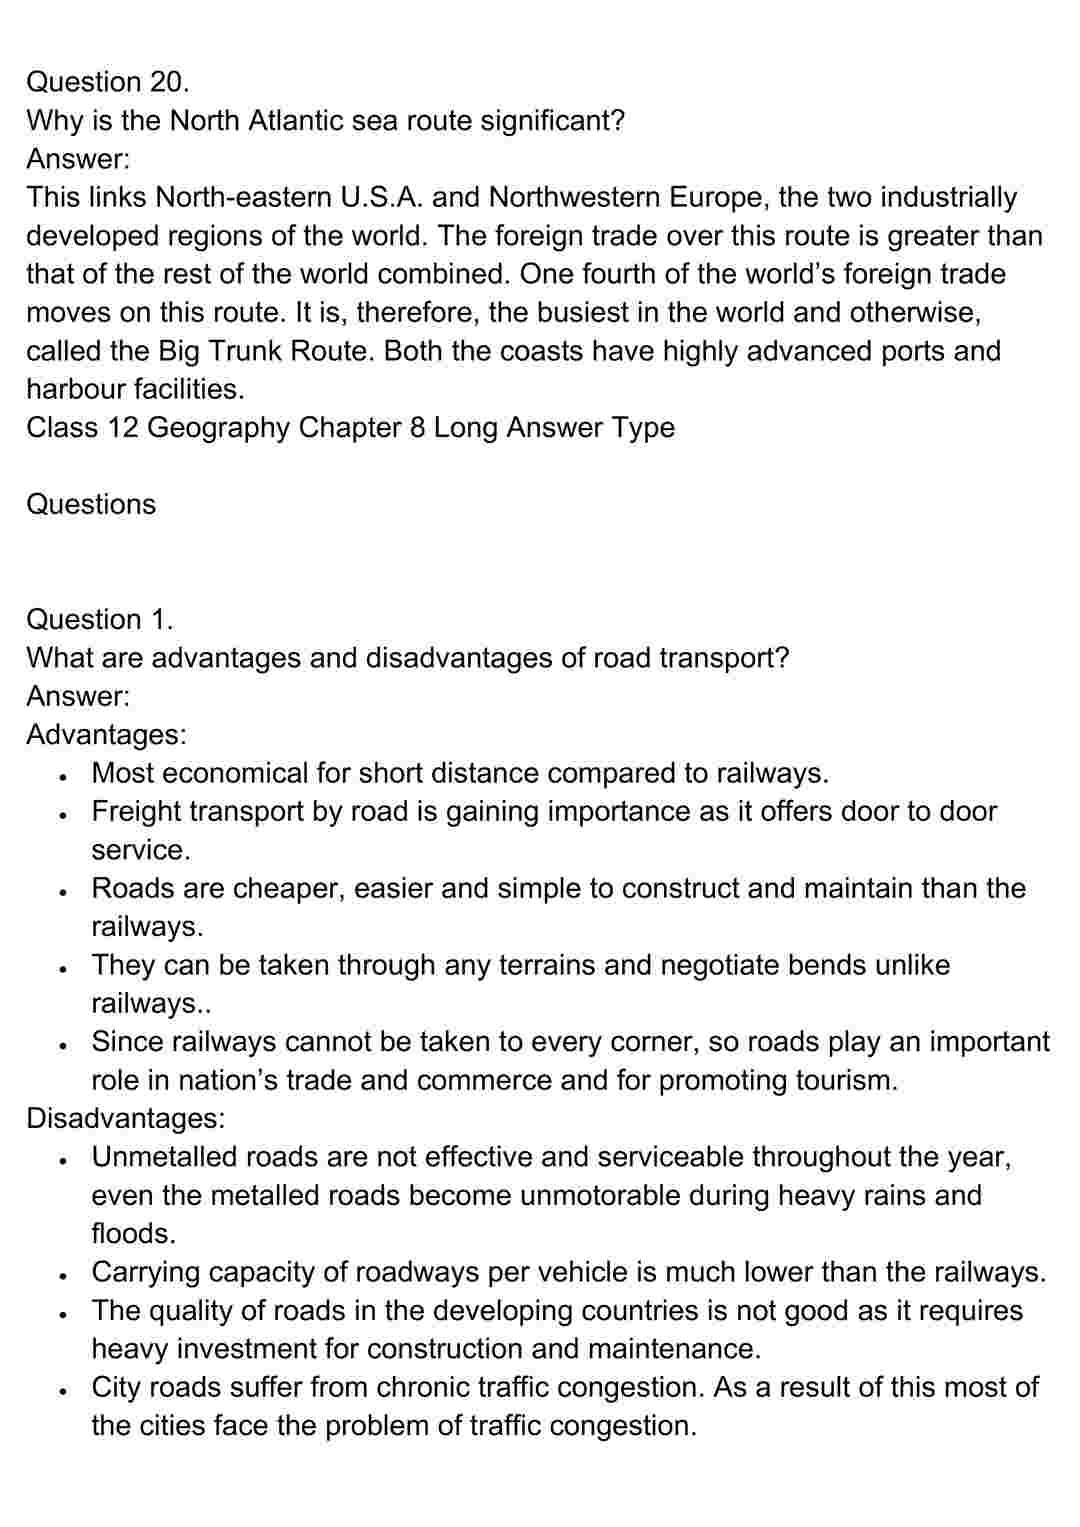 Question 20.
Why is the North Atlantic sea route significant?
Answer:
This links North-eastern U.S.A. and Northwestern Europe, the two industrially
developed regions of the world. The foreign trade over this route is greater than
that of the rest of the world combined. One fourth of the world’s foreign trade
moves on this route. It is, therefore, the busiest in the world and otherwise,
called the Big Trunk Route. Both the coasts have highly advanced ports and
harbour facilities.
Class 12 Geography Chapter 8 Long Answer Type
Questions
Question 1.
What are advantages and disadvantages of road transport?
Answer:
Advantages:
• Most economical for short distance compared to railways.
• Freight transport by road is gaining importance as it offers door to door
service.
• Roads are cheaper, easier and simple to construct and maintain than the
railways.
• They can be taken through any terrains and negotiate bends unlike
railways..
• Since railways cannot be taken to every corner, so roads play an important
role in nation’s trade and commerce and for promoting tourism.
Disadvantages:
• Unmetalled roads are not effective and serviceable throughout the year,
even the metalled roads become unmotorable during heavy rains and
floods.
• Carrying capacity of roadways per vehicle is much lower than the railways.
• The quality of roads in the developing countries is not good as it requires
heavy investment for construction and maintenance.
• City roads suffer from chronic traffic congestion. As a result of this most of
the cities face the problem of traffic congestion.